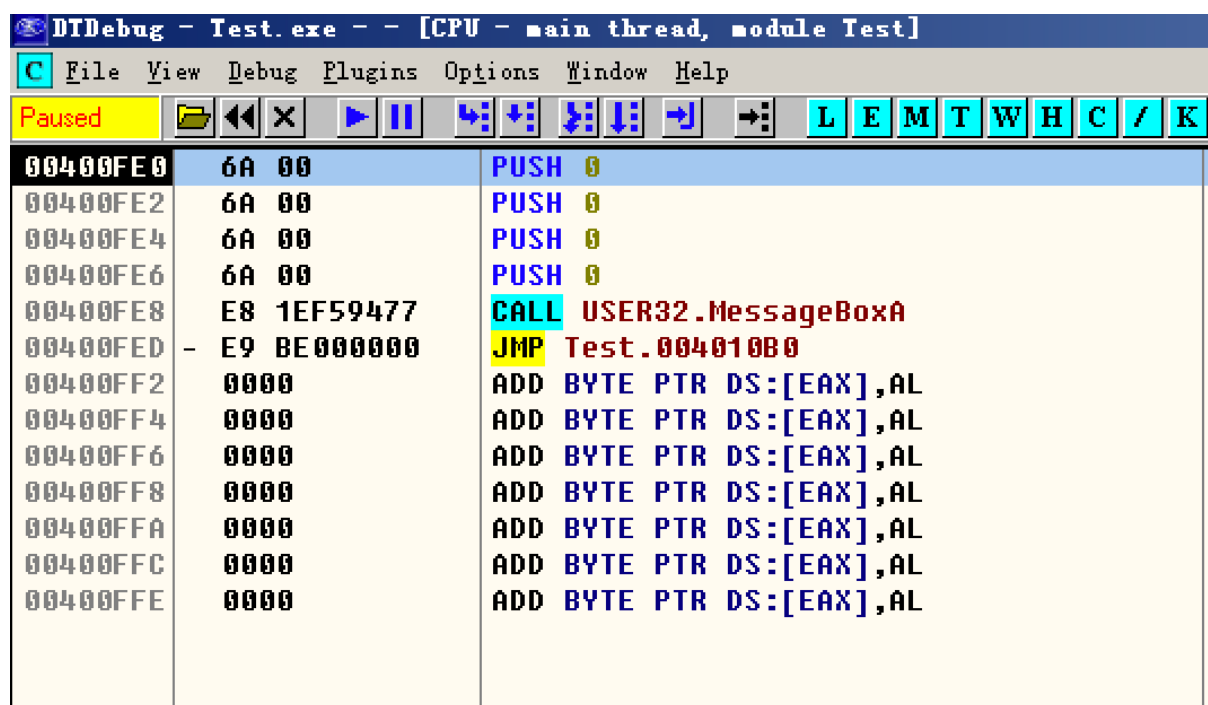 DTDebug - Test.exe - - [CPU - main thread, module Test]
C File View Debug Plugins Options Window Help
Paused L E M T W H C / K
00400FE0 6A 00 PUSH 0
00400FE2 6A 00 PUSH 0
00400FE4 6A 00 PUSH 0
00400FE6 6A 00 PUSH 0
00400FE8 E8 1EF59477 CALL USER32.MessageBoxA
00400FED - E9 BE000000 JMP Test.004010B0
00400FF2 0000 ADD BYTE PTR DS:[EAX],AL
00400FF4 0000 ADD BYTE PTR DS:[EAX],AL
00400FF6 0000 ADD BYTE PTR DS:[EAX],AL
00400FF8 0000 ADD BYTE PTR DS:[EAX],AL
00400FFA 0000 ADD BYTE PTR DS:[EAX],AL
00400FFC 0000 ADD BYTE PTR DS:[EAX],AL
00400FFE 0000 ADD BYTE PTR DS:[EAX],AL